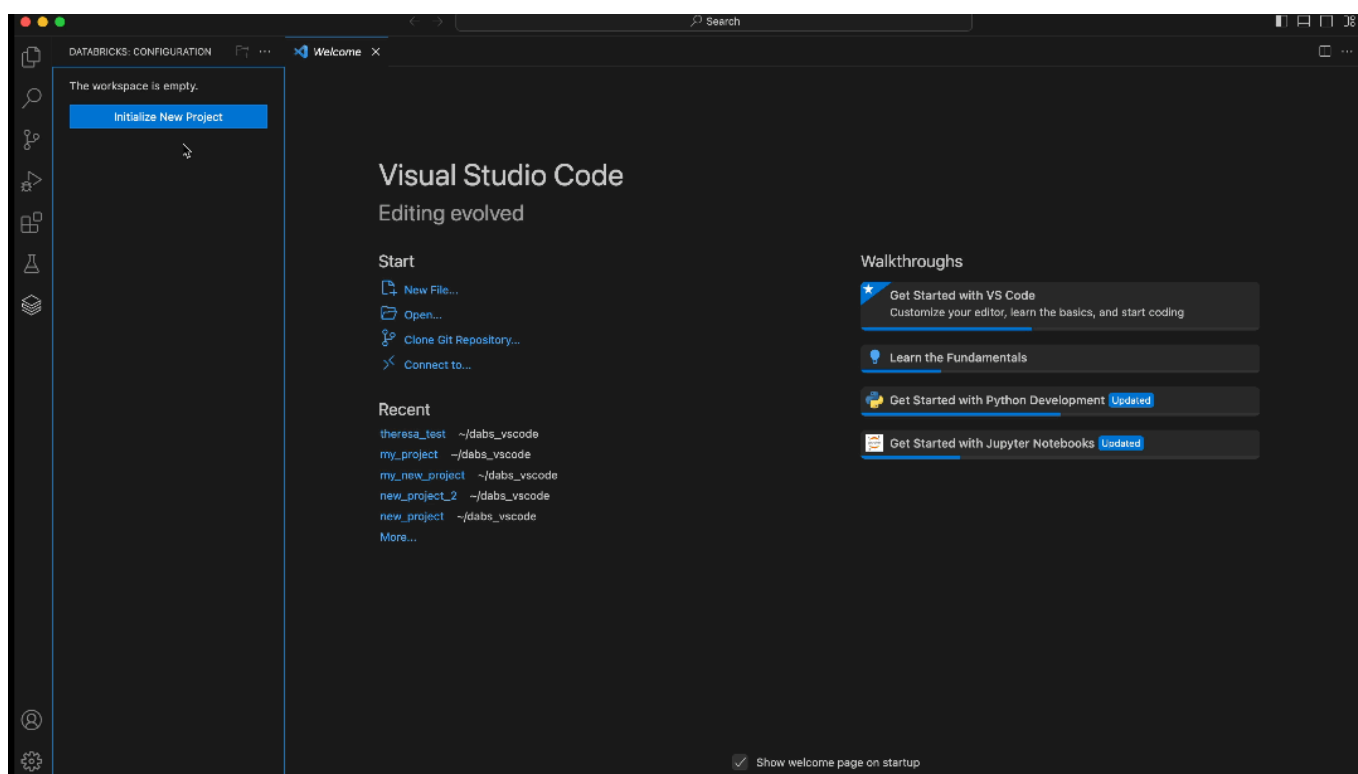 Search
DATABRICKS: CONFIGURATION
Welcome
The workspace is empty.
Initialize New Project
Visual Studio Code
Editing evolved
Start
New File...
Open...
Clone Git Repository...
Connect to...
Recent
theresa_test ~/dabs_vscode
my_project ~/dabs_vscode
my_new_project ~/dabs_vscode
new_project_2 ~/dabs_vscode
new_project ~/dabs_vscode
More...
Walkthroughs
Get Started with VS Code
Customize your editor, learn the basics, and start coding
Learn the Fundamentals
Get Started with Python Development Updated
Get Started with Jupyter Notebooks Updated
Show welcome page on startup